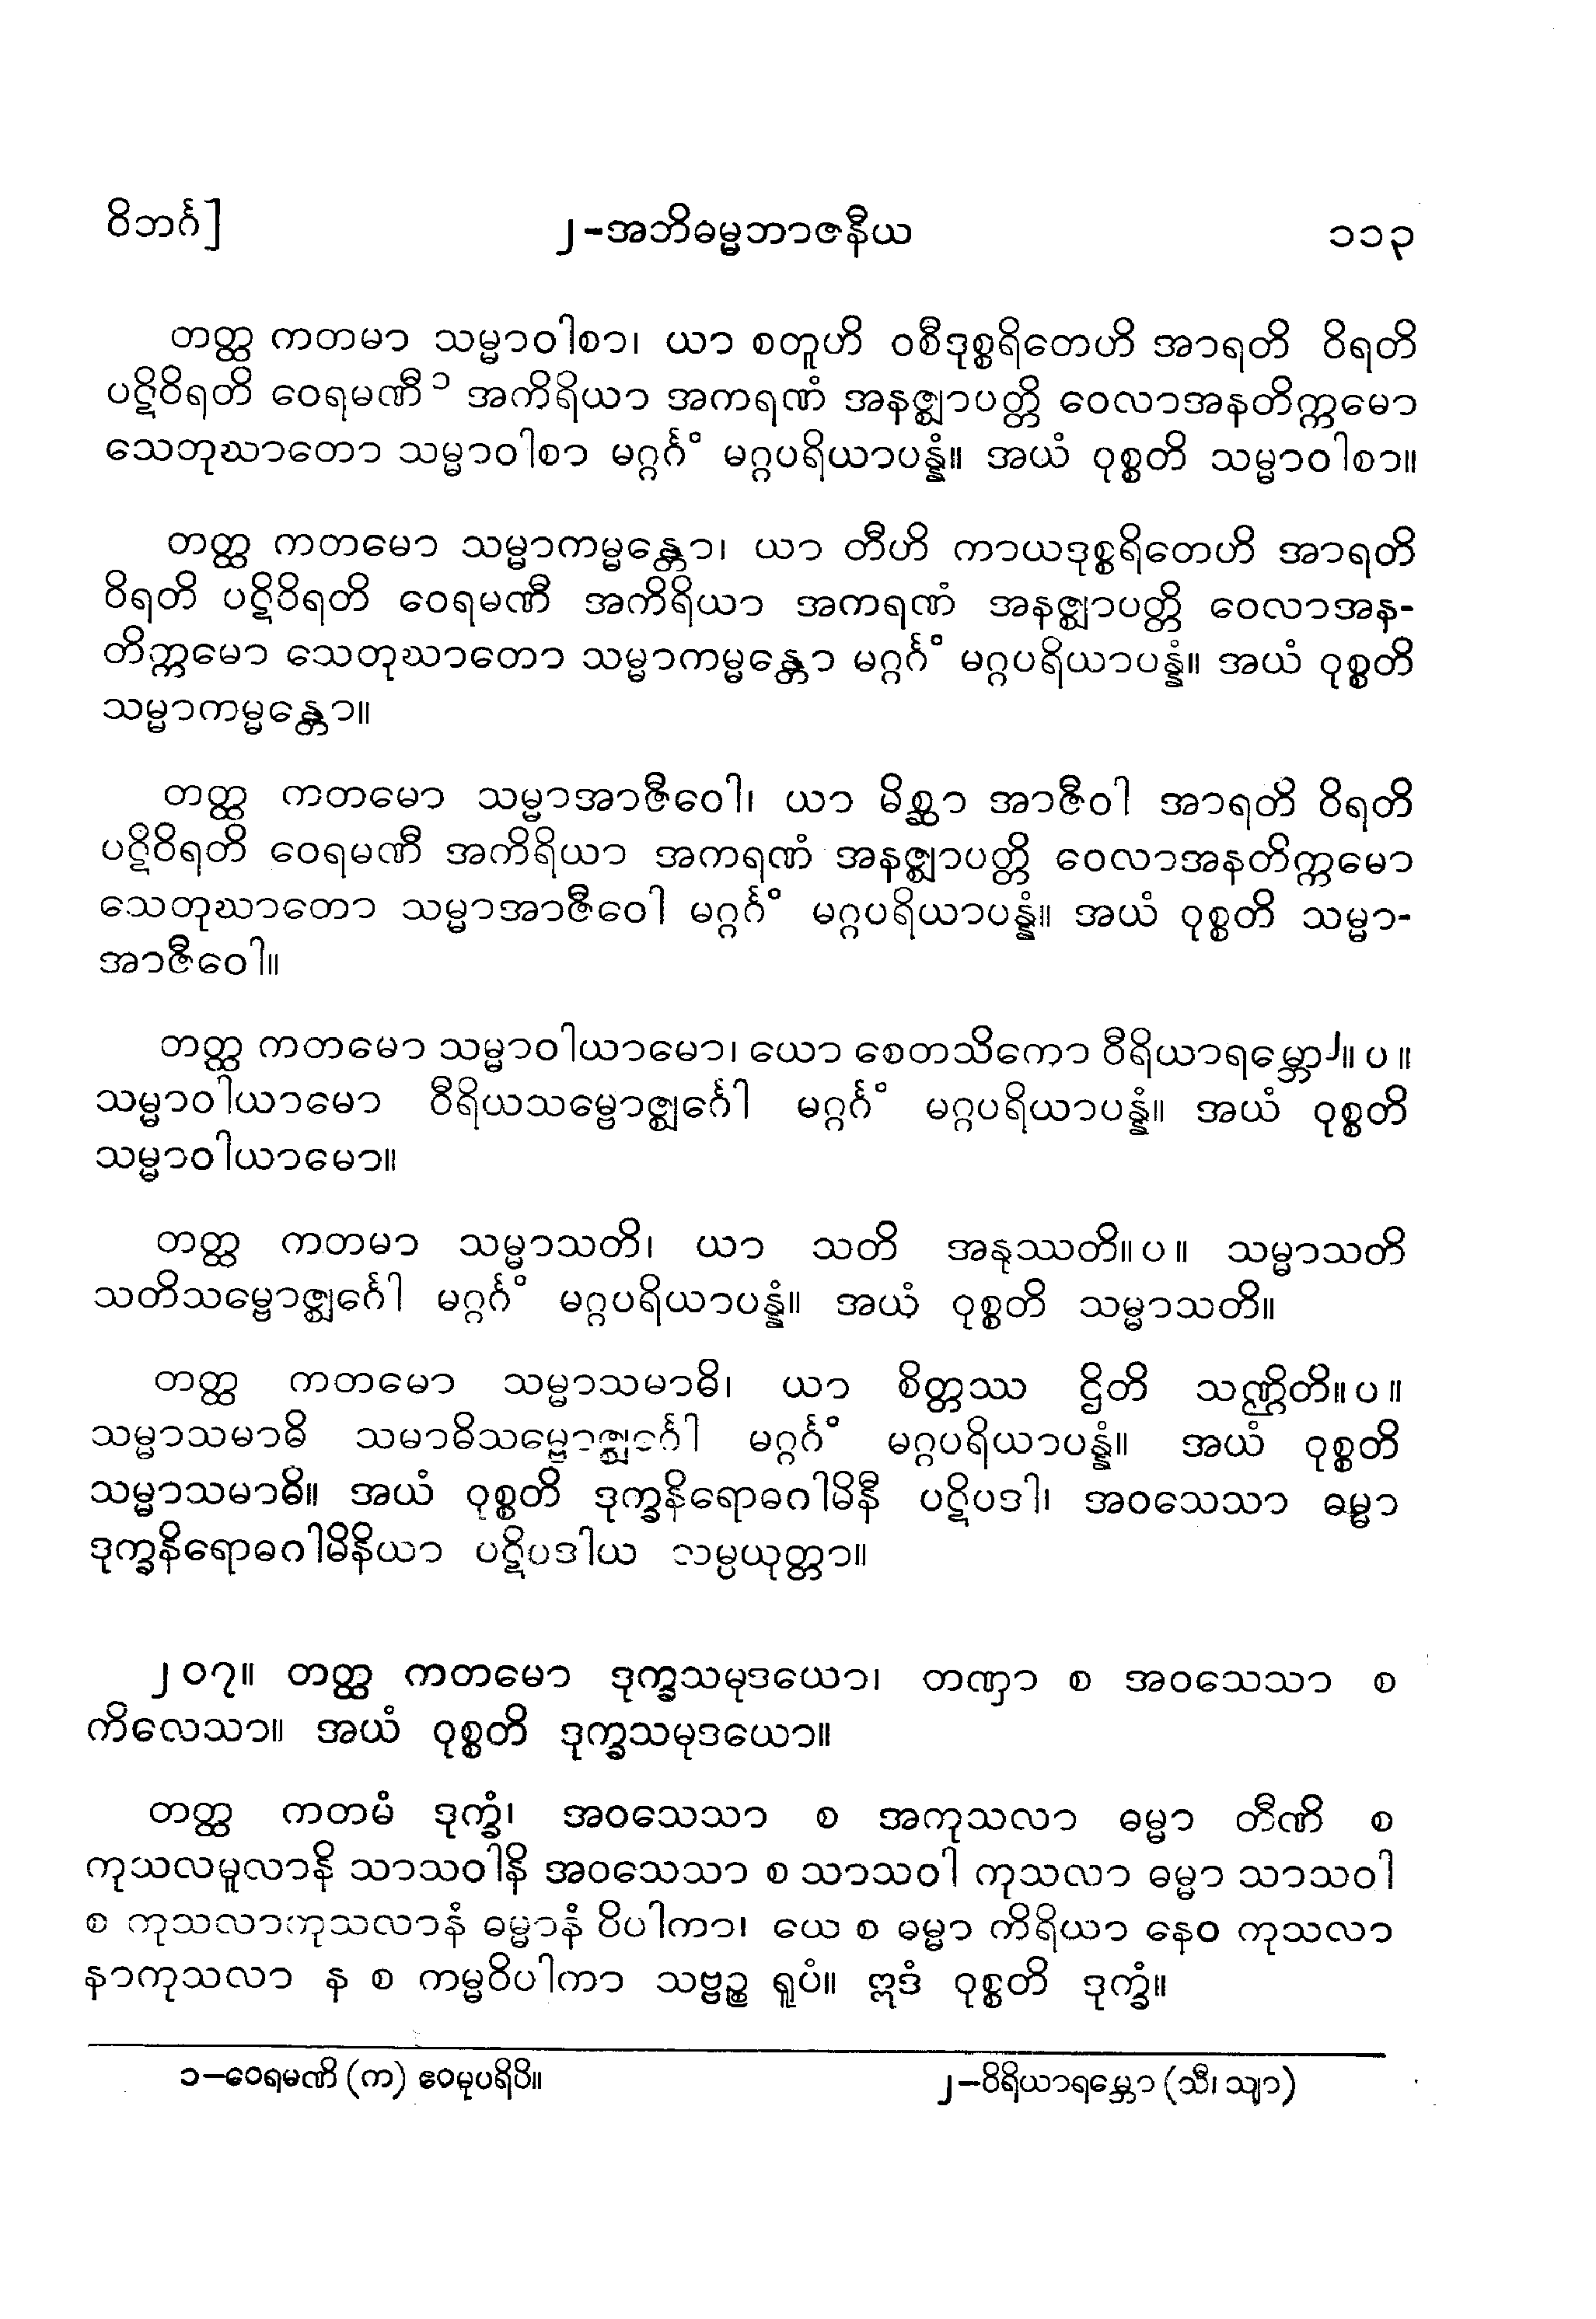 ဝိဘင်္ဂ]
၂-အဘိဓမ္မဘာဇနီယ
၁၁၃
တတ္ထ ကတမာ သမ္မာဝါစာ၊ ယာ စတူဟိ ဝစီဒုစ္စရိတေဟိ အာရတိ ဝိရတိ
ပဋိဝိရတိ ဝေရမဏီ၁ အကိရိယာ အကရဏံ အနဇ္ဈာပတ္တိ ဝေလာအနတိက္ကမော
သေတုဃာတော သမ္မာဝါစာ မဂ္ဂင်္ဂံ မဂ္ဂပရိယာပန္နံ။ အယံ ဝုစ္စတိ သမ္မာဝါစာ။
တတ္ထ ကတမော သမ္မာကမ္မန္တော၊ ယာ တီဟိ ကာယဒုစ္စရိတေဟိ အာရတိ
ဝိရတိ ပဋိဝိရတိ ဝေရမဏီ အကိရိယာ အကရဏံ အနဇ္ဈာပတ္တိ ဝေလာအန-
တိက္ကမော သေတုဃာတော သမ္မာကမ္မန္တော မဂ္ဂင်္ဂံ မဂ္ဂပရိယာပန္နံ။ အယံ ဝုစ္စတိ
သမ္မာကမ္မန္တော။
တတ္ထ ကတမော သမ္မာအာဇီဝေါ၊ ယာ မိစ္ဆာ အာဇီဝါ အာရတိ ဝိရတိ
ပဋိဝိရတိ ဝေရမဏီ အကိရိယာ အကရဏံ အနဇ္ဈာပတ္တိ ဝေလာအနတိက္ကမော
သေတုဃာတော သမ္မာအာဇီဝေါ မဂ္ဂင်္ဂံ မဂ္ဂပရိယာပန္နံ။ အယံ ဝုစ္စတိ သမ္မာ-
အာဇီဝေါ။
တတ္ထ ကတမော သမ္မာဝါယာမော၊ ယော စေတသိကော ဝီရိယာရမ္ဘော၂။ ပ ။
သမ္မာဝါယာမော ဝီရိယသမ္ဗောဇ္ဈင်္ဂေါ မဂ္ဂင်္ဂံ မဂ္ဂပရိယာပန္နံ။ အယံ ဝုစ္စတိ
သမ္မာဝါယာမော။
တတ္ထ ကတမာ သမ္မာသတိ၊ ယာ သတိ အနုဿတိ။ ပ ။ သမ္မာသတိ
သတိသမ္ဗောဇ္ဈင်္ဂေါ မဂ္ဂင်္ဂံ မဂ္ဂပရိယာပန္နံ။ အယံ ဝုစ္စတိ သမ္မာသတိ။
တတ္ထ ကတမော သမ္မာသမာဓိ၊ ယာ စိတ္တဿ ဌိတိ သဏ္ဌိတိ။ ပ ။
သမ္မာသမာဓိ သမာဓိသမ္ဗောဇ္ဈင်္ဂေါ မဂ္ဂင်္ဂံ မဂ္ဂပရိယာပန္နံ။ အယံ ဝုစ္စတိ
သမ္မာသမာဓိ။ အယံ ဝုစ္စတိ ဒုက္ခနိရောဓဂါမိနီ ပဋိပဒါ၊ အဝသေသာ ဓမ္မာ
ဒုက္ခနိရောဓဂါမိနိယာ ပဋိပဒါယ သမ္ပယုတ္တာ။
၂၀၇။ တတ္ထ ကတမော ဒုက္ခသမုဒယော၊ တဏှာ စ အဝသေသာ စ
ကိလေသာ။ အယံ ဝုစ္စတိ ဒုက္ခသမုဒယော။
တတ္ထ ကတမံ ဒုက္ခံ၊ အဝသေသာ စ အကုသလာ ဓမ္မာ တီဏိ စ
ကုသလမူလာနိ သာသဝါနိ အဝသေသာ စ သာသဝါ ကုသလာ ဓမ္မာ သာသဝါ
စ ကုသလာကုသလာနံ ဓမ္မာနံ ဝိပါကာ၊ ယေ စ ဓမ္မာ ကိရိယာ နေဝ ကုသလာ
နာကုသလာ န စ ကမ္မဝိပါကာ သဗ္ဗဉ္စ ရူပံ။ ဣဒံ ဝုစ္စတိ ဒုက္ခံ။
၁-ဝေရမဏိ (က) ဧဝမုပရိပိ။
၂-ဝိရိယာရမ္ဘော (သီ၊ သျာ)